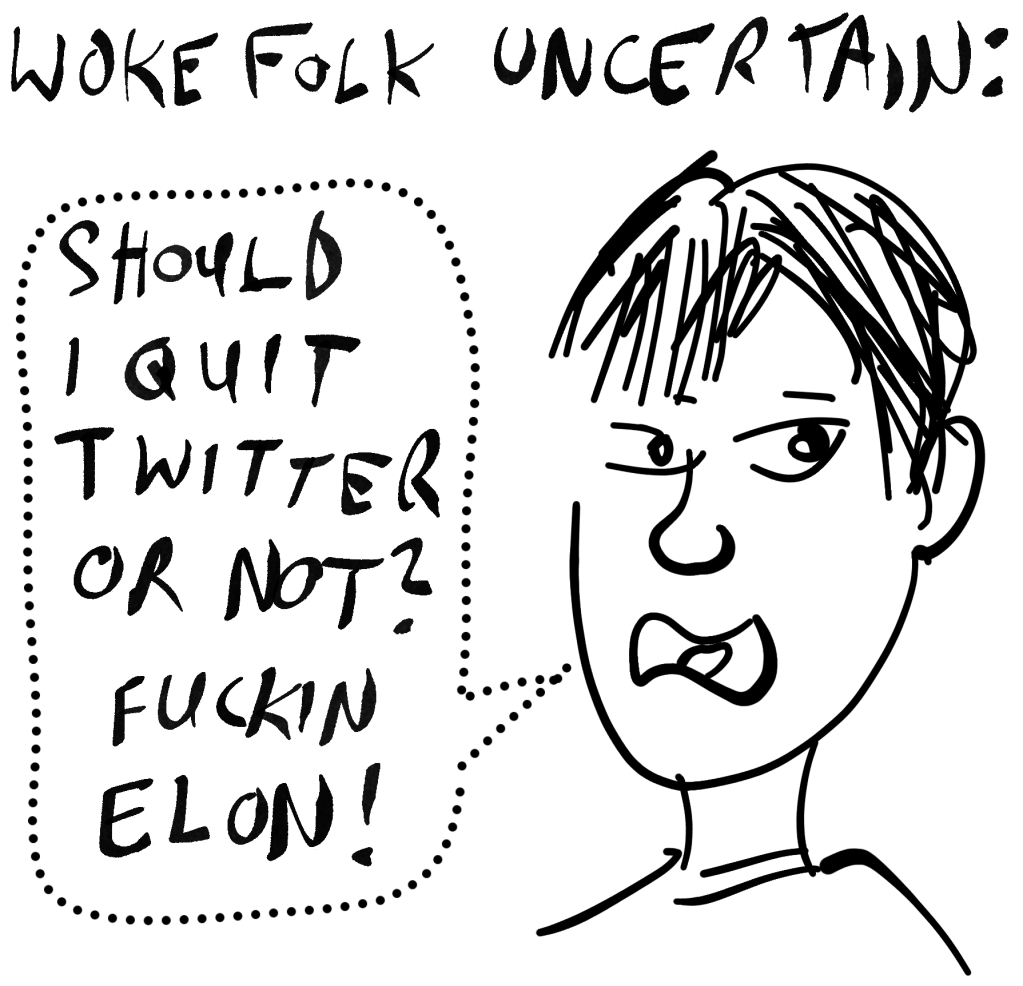 WOKE FOLK UNCERTAIN:
SHOULD
I QUIT
TWITTER
OR NOT?
FUCKIN
ELON!